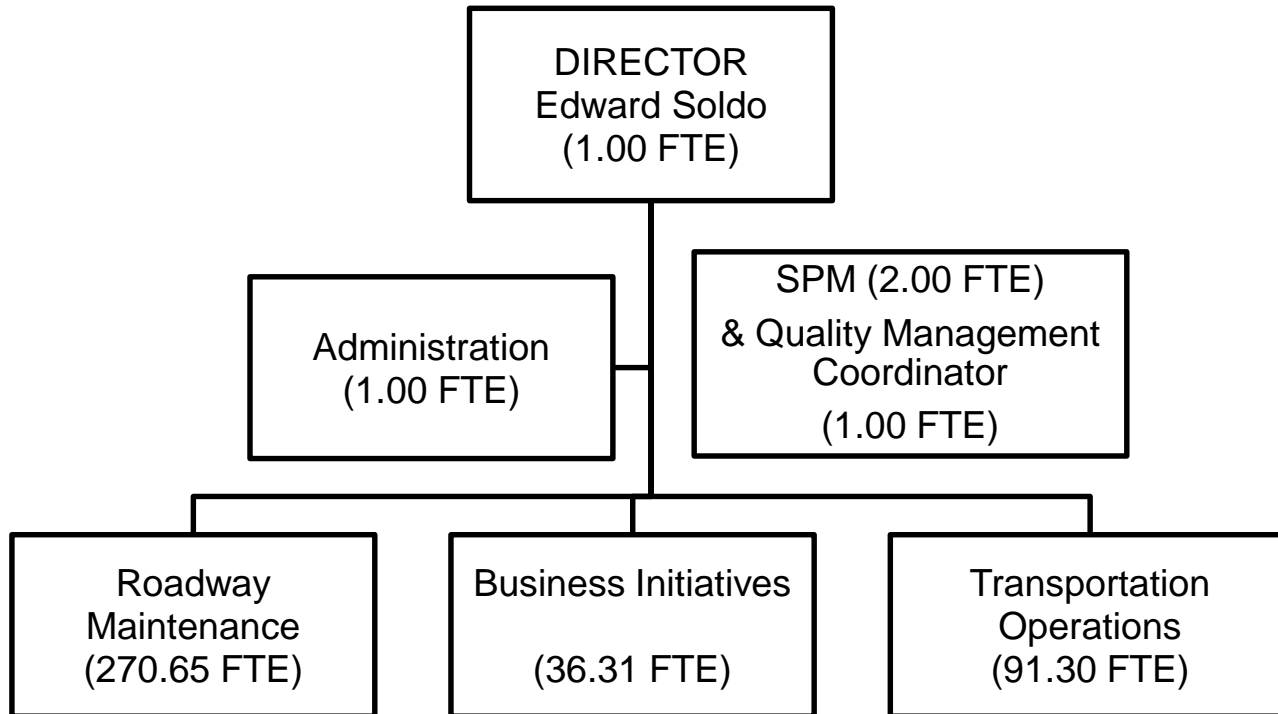 DIRECTOR
Edward Soldo
(1.00 FTE)
SPM (2.00 FTE)
& Quality Management
Coordinator
(1.00 FTE)
Administration
(1.00 FTE)
Roadway
Maintenance
(270.65 FTE)
Business Initiatives
(36.31 FTE)
Transportation
Operations
(91.30 FTE)